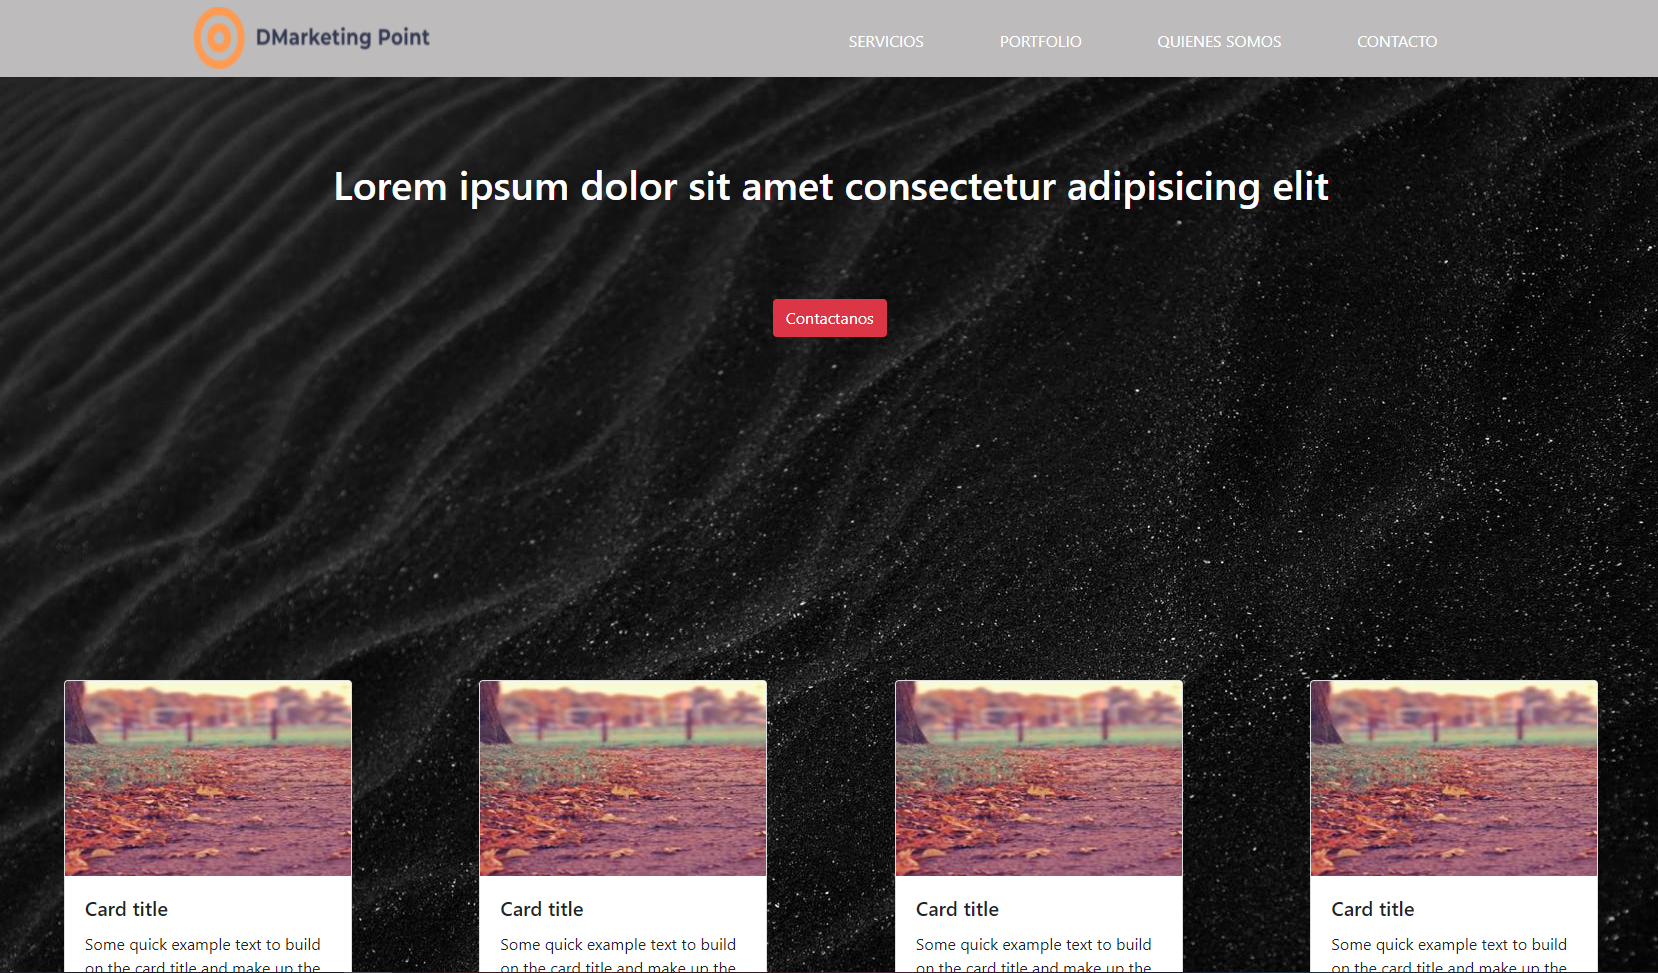 DMarketing Point
SERVICIOS PORTFOLIO QUIENES SOMOS CONTACTO
Lorem ipsum dolor sit amet consectetur adipisicing elit
Contactanos
Card title
Some quick example text to build
on the card title and make up the
Card title
Some quick example text to build
on the card title and make up the
Card title
Some quick example text to build
on the card title and make up the
Card title
Some quick example text to build
on the card title and make up the